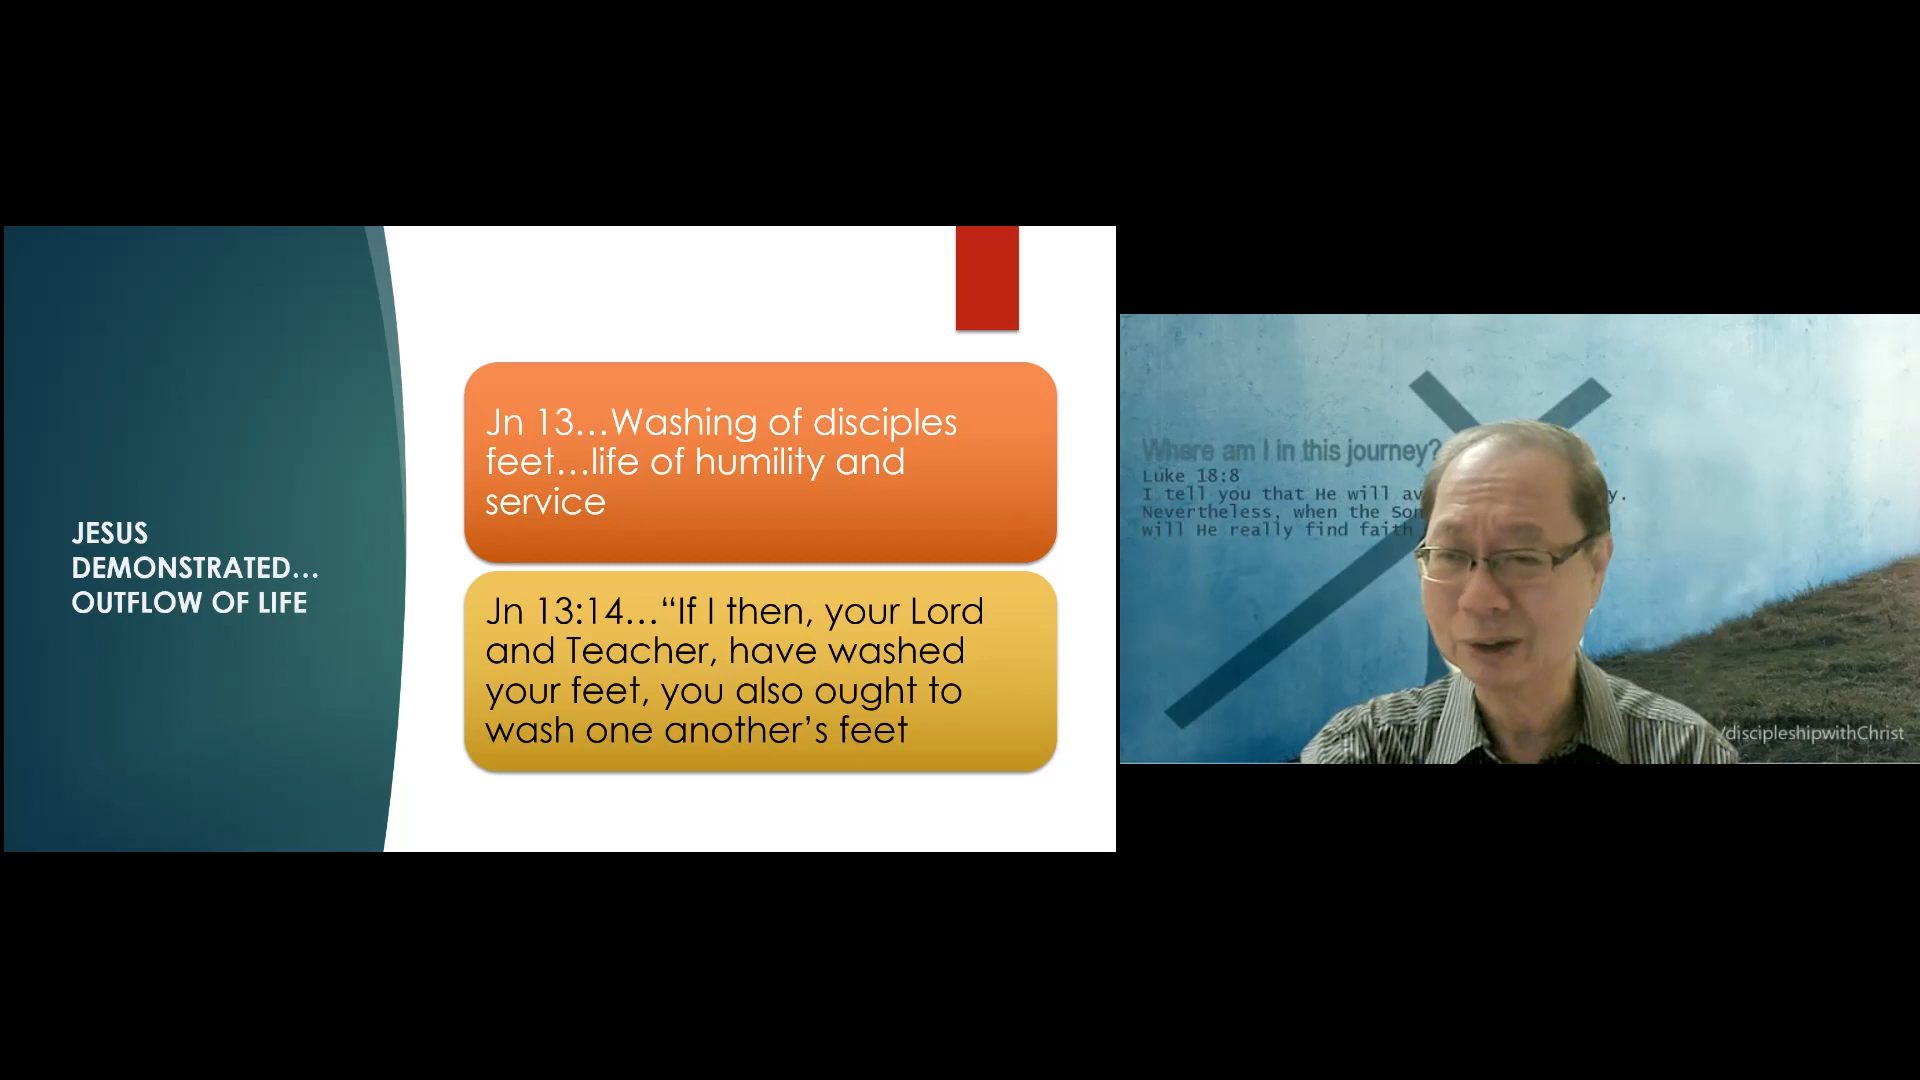 JESUS
DEMONSTRATED…
OUTFLOW OF LIFE
Jn 13…Washing of disciples
feet…life of humility and
service
Jn 13:14…“If I then, your Lord
and Teacher, have washed
your feet, you also ought to
wash one another’s feet
Where am I in this journey?
Luke 18:8
I tell you that He will
Nevertheless, when the Son
will He really find faith
/discipleshipwithChrist